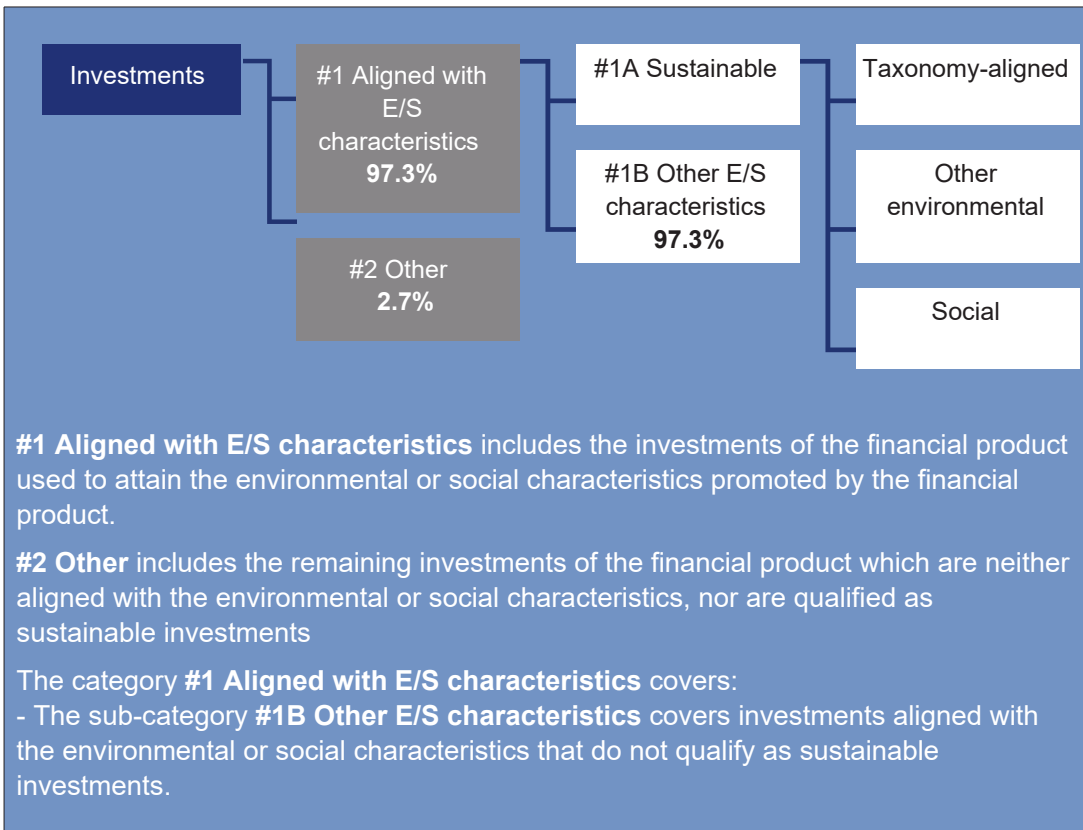 Investments
#1 Aligned with
E/S
characteristics
97.3%
#2 Other
2.7%
#1A Sustainable
#1B Other E/S
characteristics
97.3%
Taxonomy-aligned
Other
environmental
Social
#1 Aligned with E/S characteristics includes the investments of the financial product
used to attain the environmental or social characteristics promoted by the financial
product.
#2 Other includes the remaining investments of the financial product which are neither
aligned with the environmental or social characteristics, nor are qualified as
sustainable investments
The category #1 Aligned with E/S characteristics covers:
- The sub-category #1B Other E/S characteristics covers investments aligned with
the environmental or social characteristics that do not qualify as sustainable
investments.